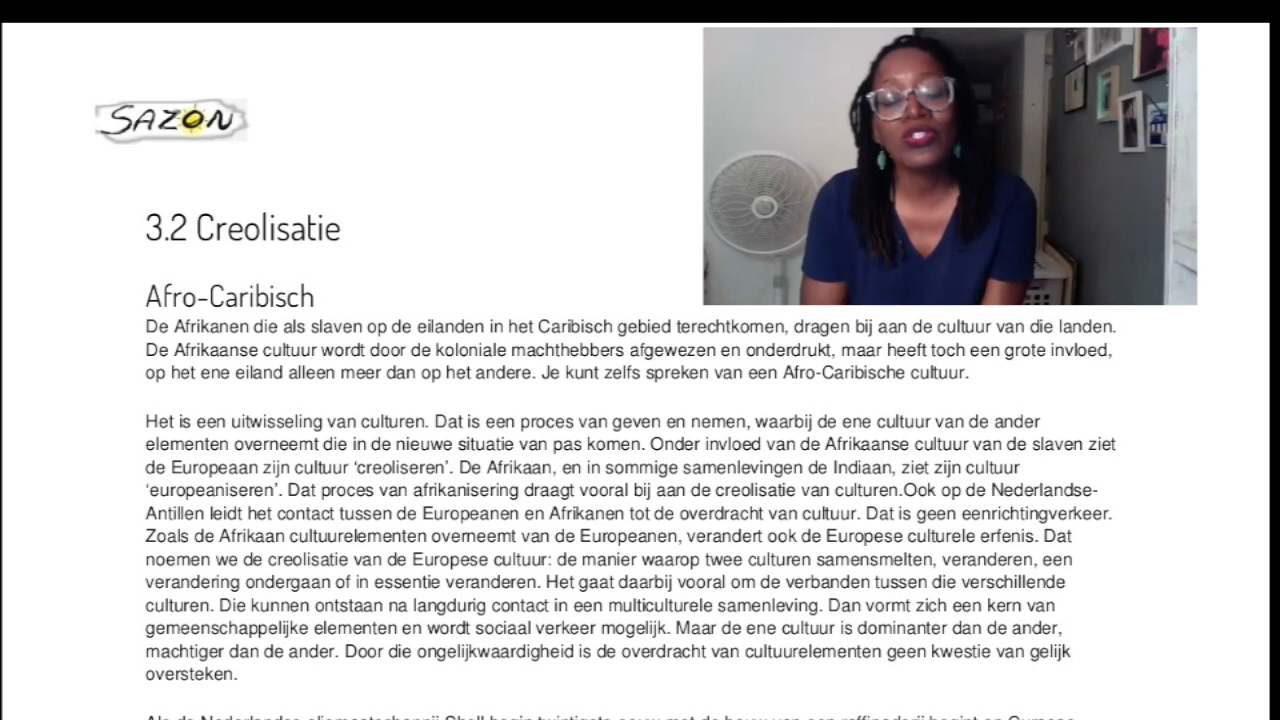 SAZÓN
3.2 Creolisatie
Afro-Caribisch
De Afrikanen die als slaven op de eilanden in het Caribisch gebied terechtkomen, dragen bij aan de cultuur van die landen.
De Afrikaanse cultuur wordt door de koloniale machthebbers afgewezen en onderdrukt, maar heeft toch een grote invloed,
op het ene eiland alleen meer dan op het andere. Je kunt zelfs spreken van een Afro-Caribische cultuur.
Het is een uitwisseling van culturen. Dat is een proces van geven en nemen, waarbij de ene cultuur van de ander
elementen overneemt die in de nieuwe situatie van pas komen. Onder invloed van de Afrikaanse cultuur van de slaven ziet
de Europeaan zijn cultuur ‘creoliseren’. De Afrikaan, en in sommige samenlevingen de Indiaan, ziet zijn cultuur
‘europeaniseren’. Dat proces van afrikanisering draagt vooral bij aan de creolisatie van culturen.Ook op de Nederlandse-
Antillen leidt het contact tussen de Europeanen en Afrikanen tot de overdracht van cultuur. Dat is geen eenrichtingverkeer.
Zoals de Afrikaan cultuurelementen overneemt van de Europeanen, verandert ook de Europese culturele erfenis. Dat
noemen we de creolisatie van de Europese cultuur: de manier waarop twee culturen samensmelten, veranderen, een
verandering ondergaan of in essentie veranderen. Het gaat daarbij vooral om de verbanden tussen die verschillende
culturen. Die kunnen ontstaan na langdurig contact in een multiculturele samenleving. Dan vormt zich een kern van
gemeenschappelijke elementen en wordt sociaal verkeer mogelijk. Maar de ene cultuur is dominanter dan de ander,
machtiger dan de ander. Door die ongelijkwaardigheid is de overdracht van cultuurelementen geen kwestie van gelijk
oversteken.